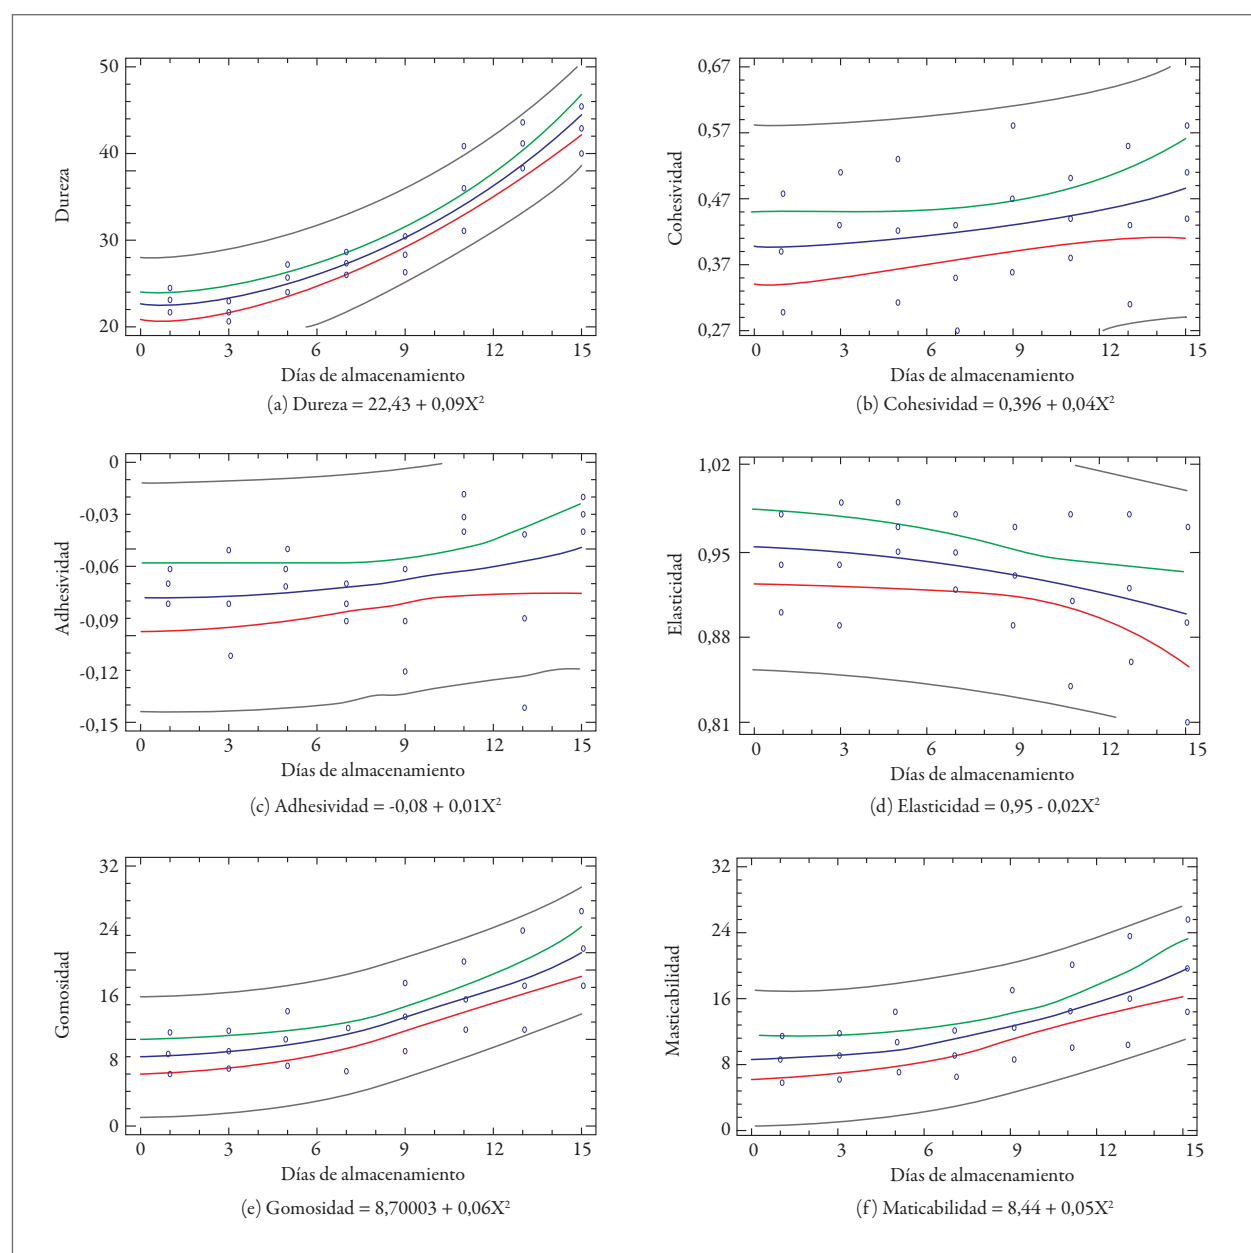 Dureza
50
40
30
20
0 3 6 9 12 15
Días de almacenamiento
(a) Dureza = 22,43 + 0,09X²
Cohesividad
0,67
0,57
0,47
0,37
0,27
0 3 6 9 12 15
Días de almacenamiento
(b) Cohesividad = 0,396 + 0,04X²
Adhesividad
0
-0,03
-0,06
-0,09
-0,12
-0,15
0 3 6 9 12 15
Días de almacenamiento
(c) Adhesividad = -0,08 + 0,01X²
Elasticidad
1,02
0,95
0,88
0,81
0 3 6 9 12 15
Días de almacenamiento
(d) Elasticidad = 0,95 - 0,02X²
Gomosidad
32
24
16
8
0
0 3 6 9 12 15
Días de almacenamiento
(e) Gomosidad = 8,70003 + 0,06X²
Masticabilidad
32
24
16
8
0
0 3 6 9 12 15
Días de almacenamiento
(f) Maticabilidad = 8,44 + 0,05X²